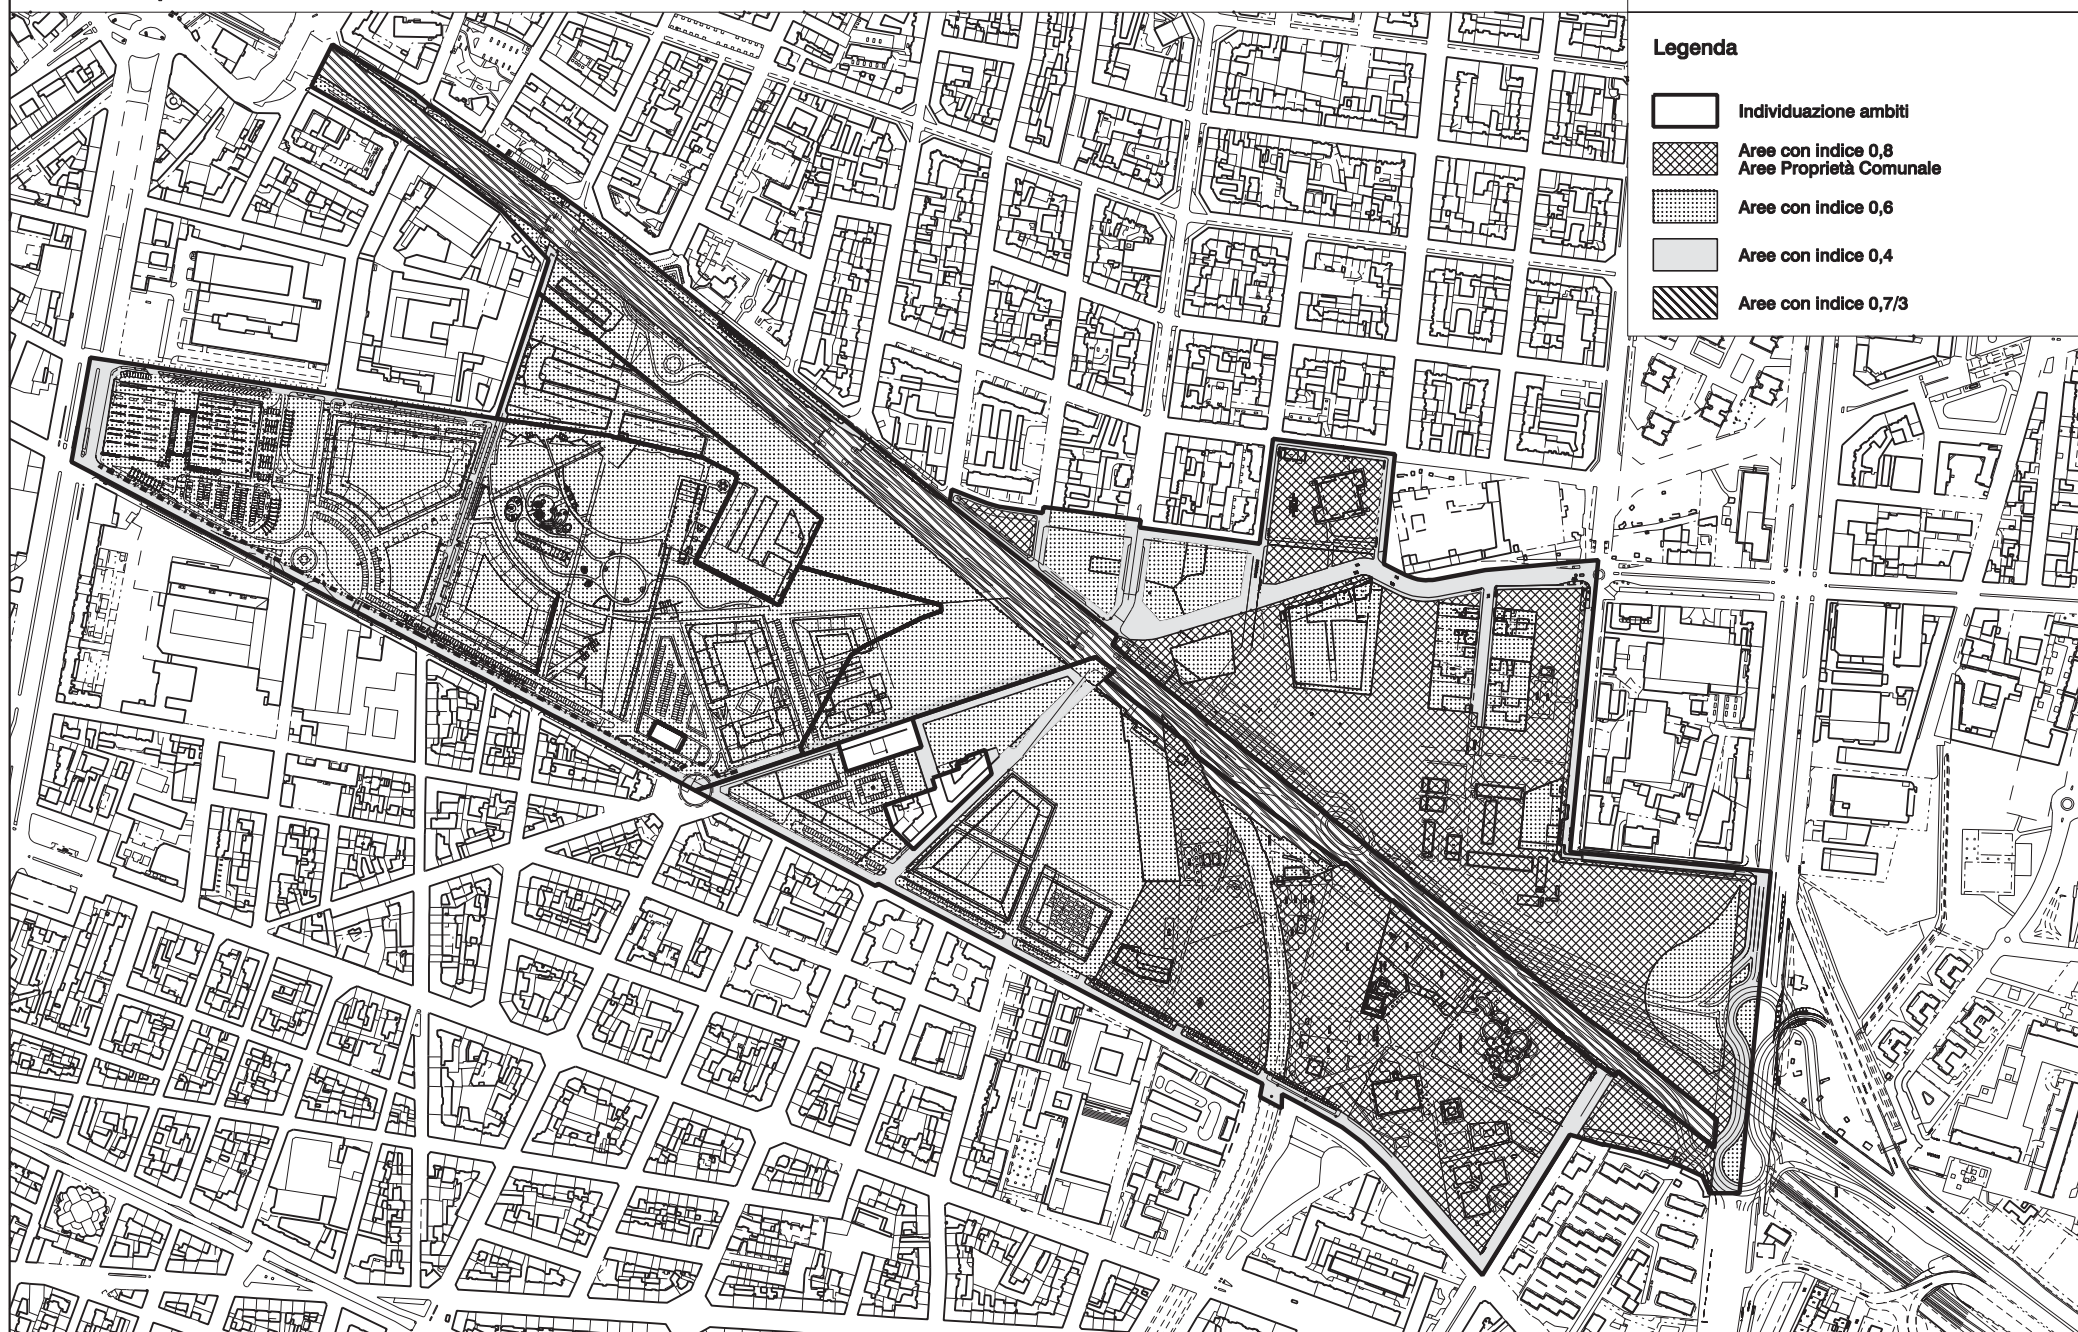 Legenda
Individuazione ambiti
Aree con indice 0,8
Aree Proprietà Comunale
Aree con indice 0,6
Aree con indice 0,4
Aree con indice 0,7/3